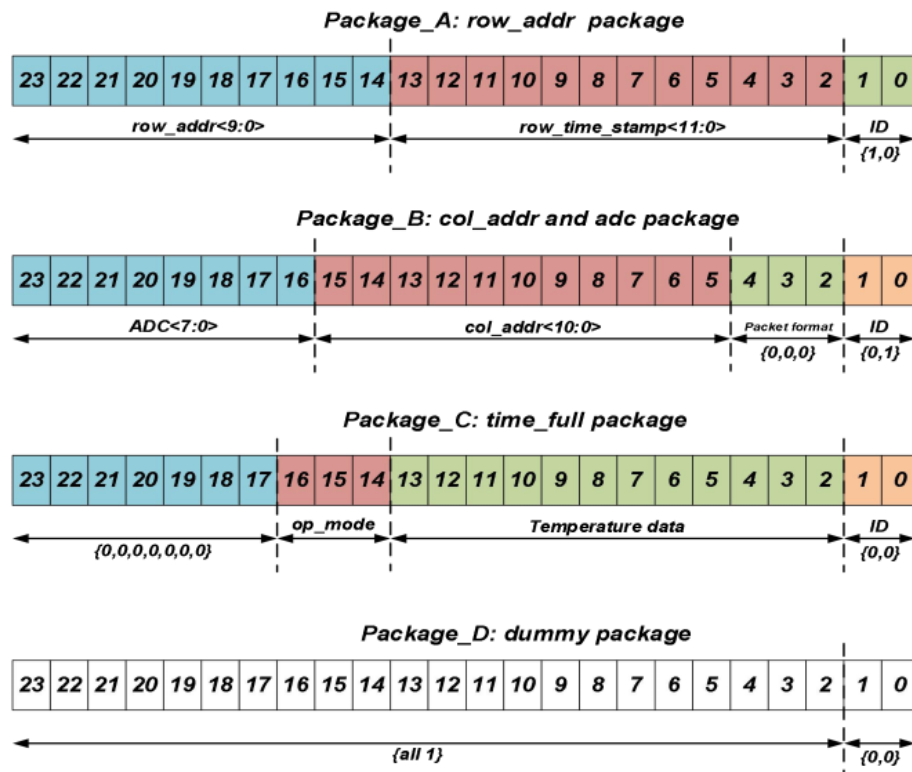 Package_A: row_addr package
23 22 21 20 19 18 17 16 15 14 13 12 11 10 9 8 7 6 5 4 3 2 1 0
row_addr<9:0> row_time_stamp<11:0> ID
{1,0}
Package_B: col_addr and adc package
23 22 21 20 19 18 17 16 15 14 13 12 11 10 9 8 7 6 5 4 3 2 1 0
ADC<7:0> col_addr<10:0> Packet format ID
{0,0,0} {0,1}
Package_C: time_full package
23 22 21 20 19 18 17 16 15 14 13 12 11 10 9 8 7 6 5 4 3 2 1 0
op_mode Temperature data ID
{0,0,0,0,0,0,0} {0,0}
Package_D: dummy package
23 22 21 20 19 18 17 16 15 14 13 12 11 10 9 8 7 6 5 4 3 2 1 0
{all 1} {0,0}